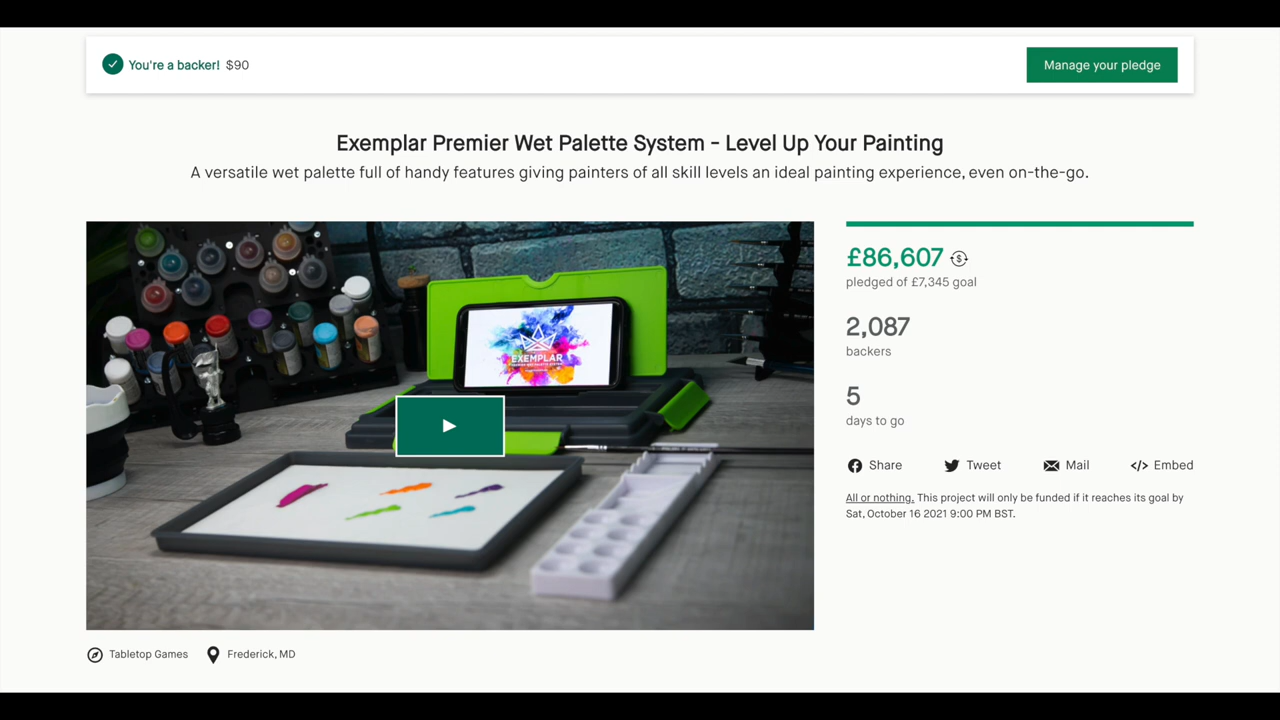 You're a backer! $90
Manage your pledge
Exemplar Premier Wet Palette System - Level Up Your Painting
A versatile wet palette full of handy features giving painters of all skill levels an ideal painting experience, even on-the-go.
EXEMPLAR
£86,607
pledged of £7,345 goal
2,087
backers
5
days to go
Share Tweet Mail Embed
All or nothing. This project will only be funded if it reaches its goal by
Sat, October 16 2021 9:00 PM BST.
Tabletop Games Frederick, MD